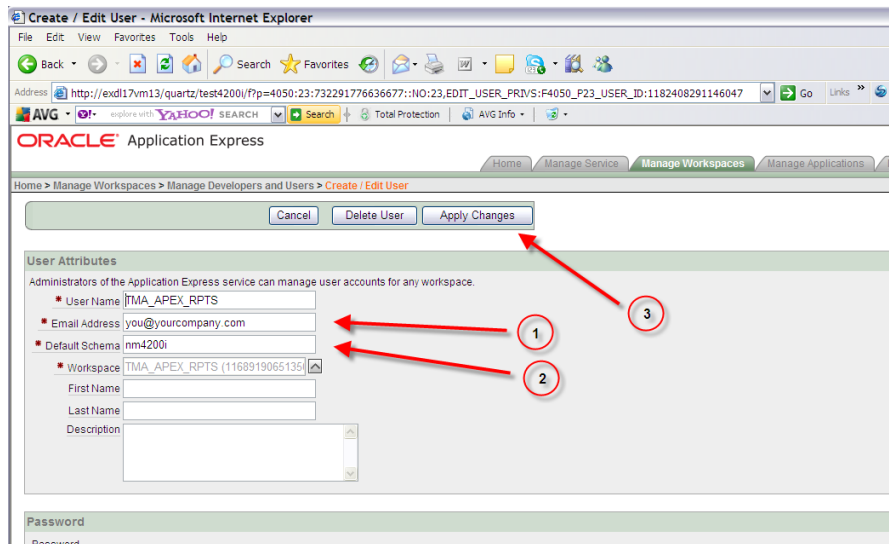 Create / Edit User - Microsoft Internet Explorer
File Edit View Favorites Tools Help
Back Search Favorites
Address http://exdl17vm13/quartz/test4200i/f?p=4050:23:732291776636677::NO:23,EDIT_USER_PRIVS:F4050_P23_USER_ID:1182408291146047 Go Links »
AVG explore with YAHOO! SEARCH Search Total Protection AVG Info
ORACLE Application Express
Home Manage Service Manage Workspaces Manage Applications
Home > Manage Workspaces > Manage Developers and Users > Create / Edit User
Cancel Delete User Apply Changes
User Attributes
Administrators of the Application Express service can manage user accounts for any workspace.
* User Name TMA_APEX_RPTS
3
* Email Address you@yourcompany.com
1
* Default Schema nm4200i
* Workspace TMA_APEX_RPTS (1168919065135
2
First Name
Last Name
Description
Password
Password